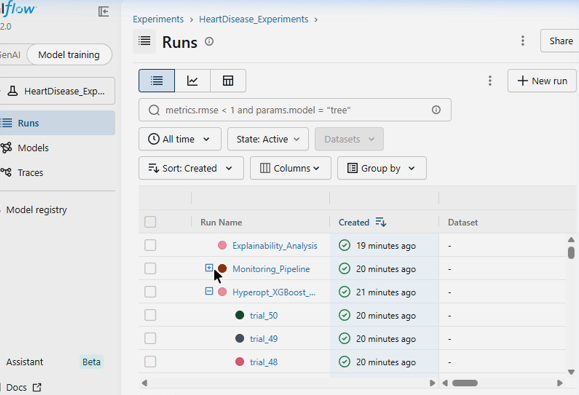 flow
2.0
GenAI Model training
HeartDisease_Exp...
Runs
Models
Traces
Model registry
Assistant Beta
Docs
Experiments > HeartDisease_Experiments >
Runs
Share
New run
metrics.rmse < 1 and params.model = "tree"
All time State: Active Datasets
Sort: Created Columns Group by
Run Name Created Dataset
Explainability_Analysis 19 minutes ago -
Monitoring_Pipeline 20 minutes ago -
Hyperopt_XGBoost_... 21 minutes ago -
trial_50 20 minutes ago -
trial_49 20 minutes ago -
trial_48 20 minutes ago -